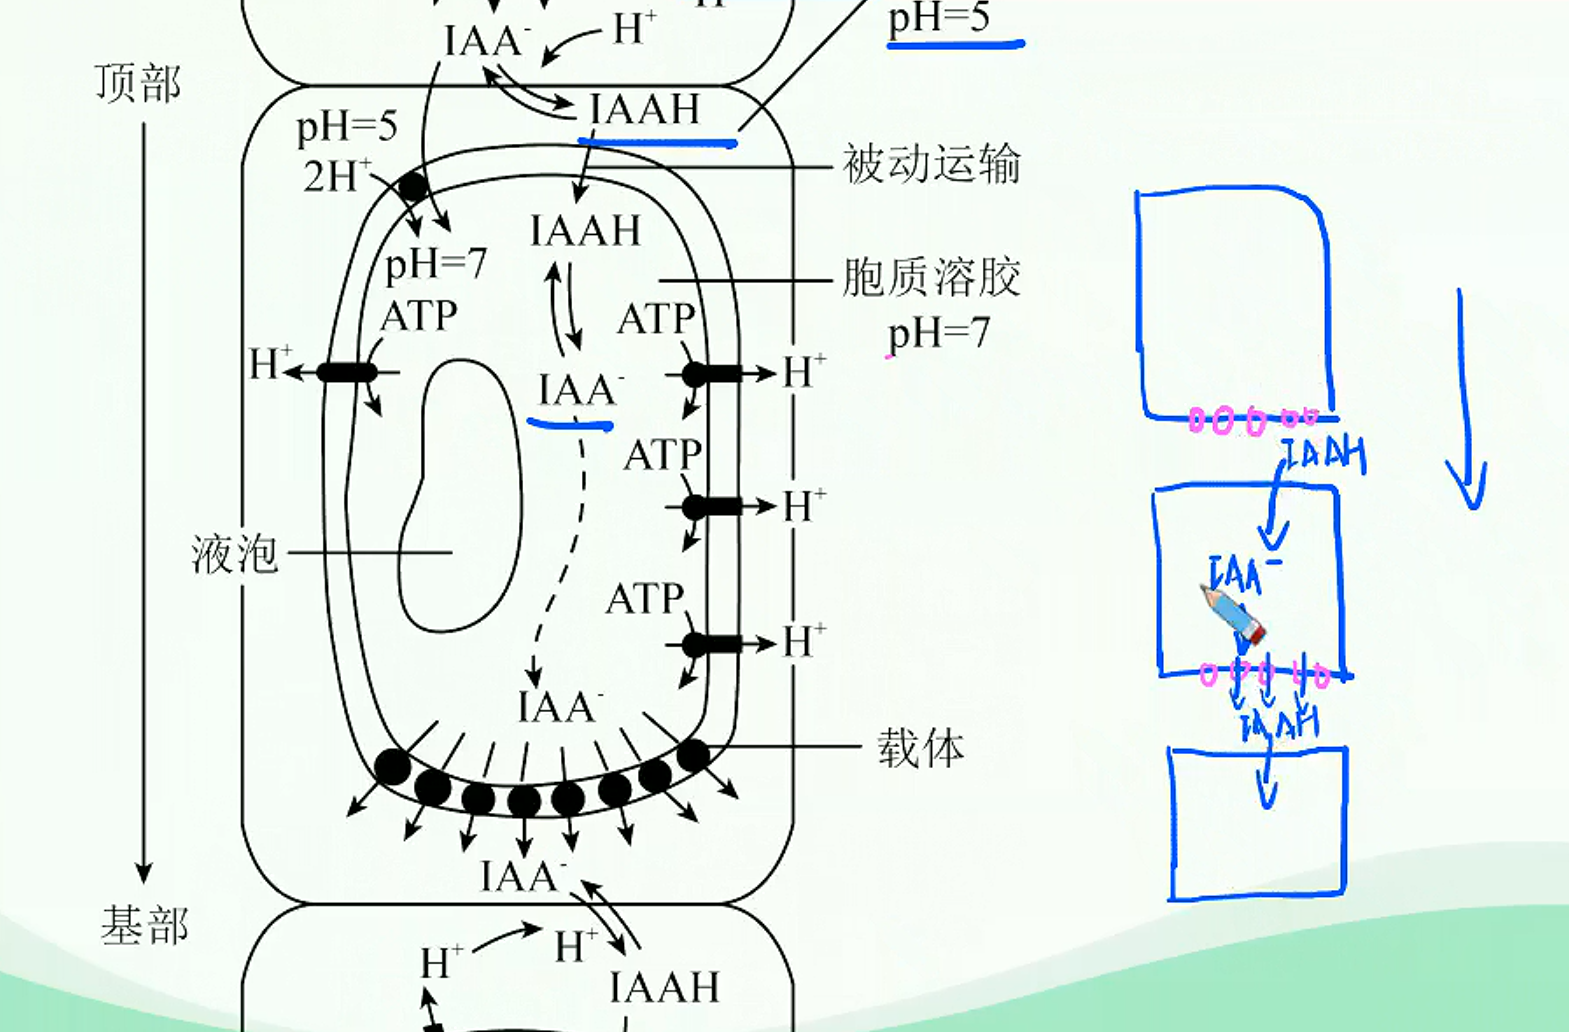 H⁺
IAA⁻
pH=5
顶部
IAAH
pH=5
2H⁺
被动运输
IAAH
pH=7
胞质溶胶
pH=7
ATP
ATP
H⁺
H⁺
IAA⁻
IAAH
ATP
H⁺
液泡
IAA⁻
ATP
H⁺
IAA⁻
IAAH
载体
IAA⁻
基部
H⁺
H⁺
IAAH